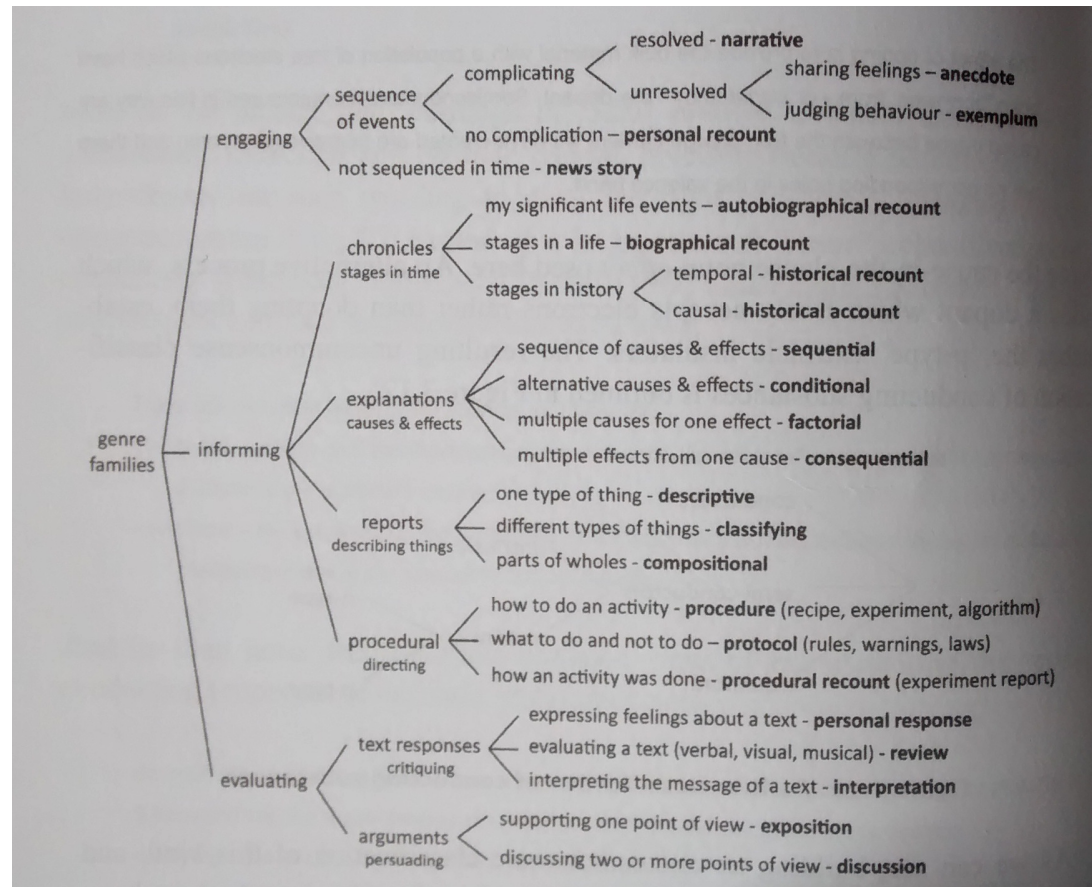 resolved - narrative
complicating
sharing feelings – anecdote
unresolved
sequence
of events
judging behaviour - exemplum
engaging
no complication – personal recount
not sequenced in time - news story
my significant life events – autobiographical recount
chronicles
stages in time
stages in a life – biographical recount
temporal - historical recount
stages in history
causal - historical account
sequence of causes & effects - sequential
alternative causes & effects - conditional
explanations
causes & effects
multiple causes for one effect - factorial
genre
families
informing
multiple effects from one cause - consequential
one type of thing - descriptive
reports
describing things
different types of things - classifying
parts of wholes - compositional
how to do an activity - procedure (recipe, experiment, algorithm)
procedural
directing
what to do and not to do – protocol (rules, warnings, laws)
how an activity was done - procedural recount (experiment report)
expressing feelings about a text - personal response
text responses
critiquing
evaluating a text (verbal, visual, musical) - review
evaluating
interpreting the message of a text - interpretation
supporting one point of view - exposition
arguments
persuading
discussing two or more points of view - discussion